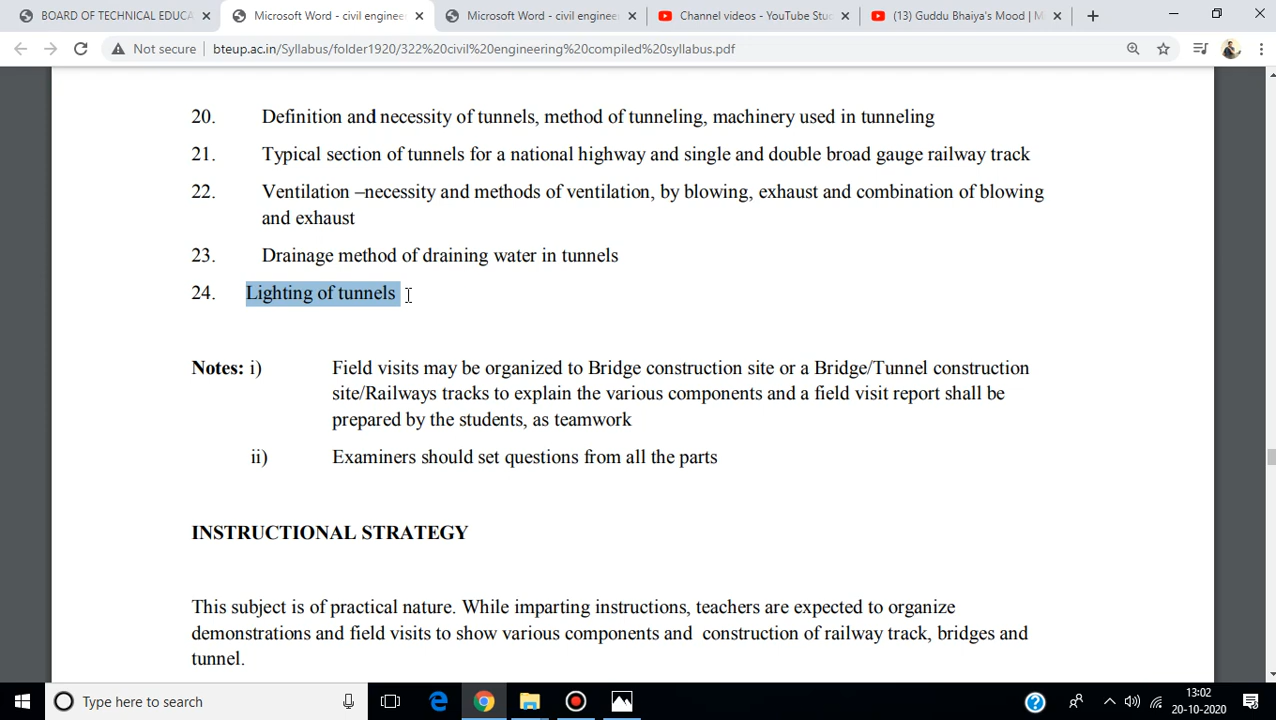 BOARD OF TECHNICAL EDUCA
Microsoft Word - civil enginee
Microsoft Word - civil enginee
Channel videos - YouTube Stu
(13) Guddu Bhaiya's Mood | M
Not secure
bteup.ac.in/Syllabus/folder1920/322%20civil%20engineering%20compiled%20syllabus.pdf
20. Definition and necessity of tunnels, method of tunneling, machinery used in tunneling
21. Typical section of tunnels for a national highway and single and double broad gauge railway track
22. Ventilation –necessity and methods of ventilation, by blowing, exhaust and combination of blowing
and exhaust
23. Drainage method of draining water in tunnels
24. Lighting of tunnels
Notes: i) Field visits may be organized to Bridge construction site or a Bridge/Tunnel construction
site/Railways tracks to explain the various components and a field visit report shall be
prepared by the students, as teamwork
ii) Examiners should set questions from all the parts
INSTRUCTIONAL STRATEGY
This subject is of practical nature. While imparting instructions, teachers are expected to organize
demonstrations and field visits to show various components and construction of railway track, bridges and
tunnel.
Type here to search
13:02
20-10-2020